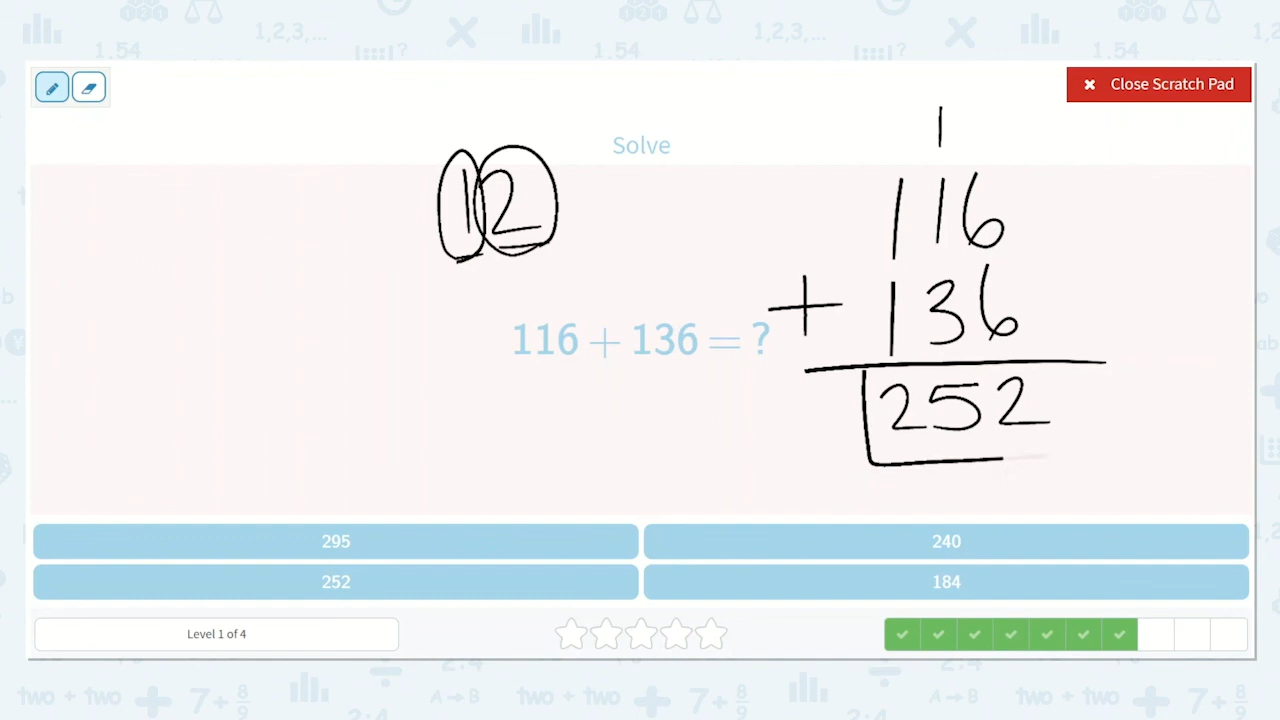 Close Scratch Pad
Solve
12
1
116
+ 136
252
116 + 136 = ?
295
240
252
184
Level 1 of 4